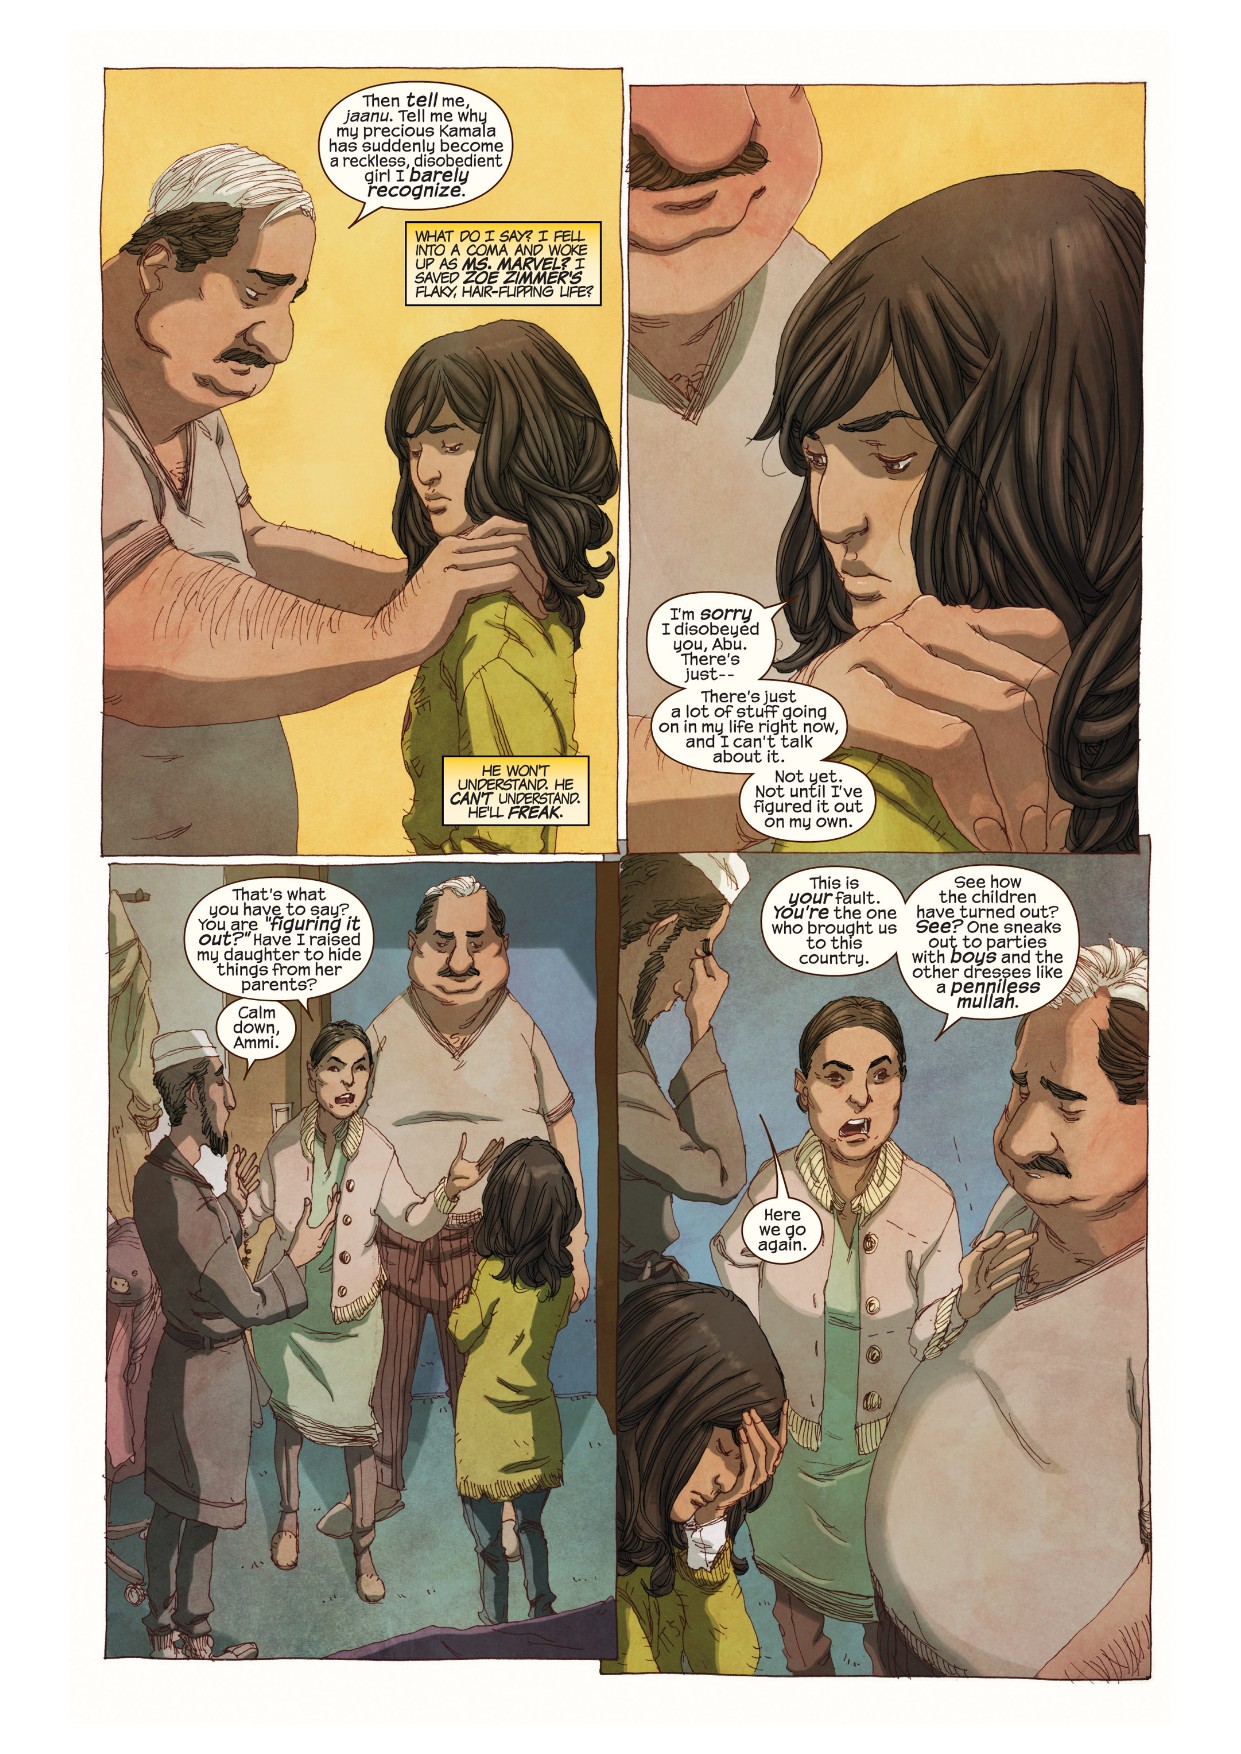 Then tell me,
jaanu. Tell me why
my precious Kamala
has suddenly become
a reckless, disobedient
girl I barely
recognize.
WHAT DO I SAY? I FELL
INTO A COMA AND WOKE
UP AS MS. MARVEL? I
SAVED ZOE ZIMMER'S
FLAKY, HAIR-FLIPPING LIFE?
HE WON'T
UNDERSTAND. HE
CAN'T UNDERSTAND.
HE'LL FREAK.
I'm sorry
I disobeyed
you, Abu.
There's
just--
There's just
a lot of stuff going
on in my life right now,
and I can't talk
about it.
Not yet.
Not until I've
figured it out
on my own.
That's what
you have to say?
You are "figuring it
out?" Have I raised
my daughter to hide
things from her
parents?
Calm
down,
Ammi.
This is
your fault.
You're the one
who brought us
to this
country.
See how
the children
have turned out?
See? One sneaks
out to parties
with boys and the
other dresses like
a penniless
mullah.
Here
we go
again.